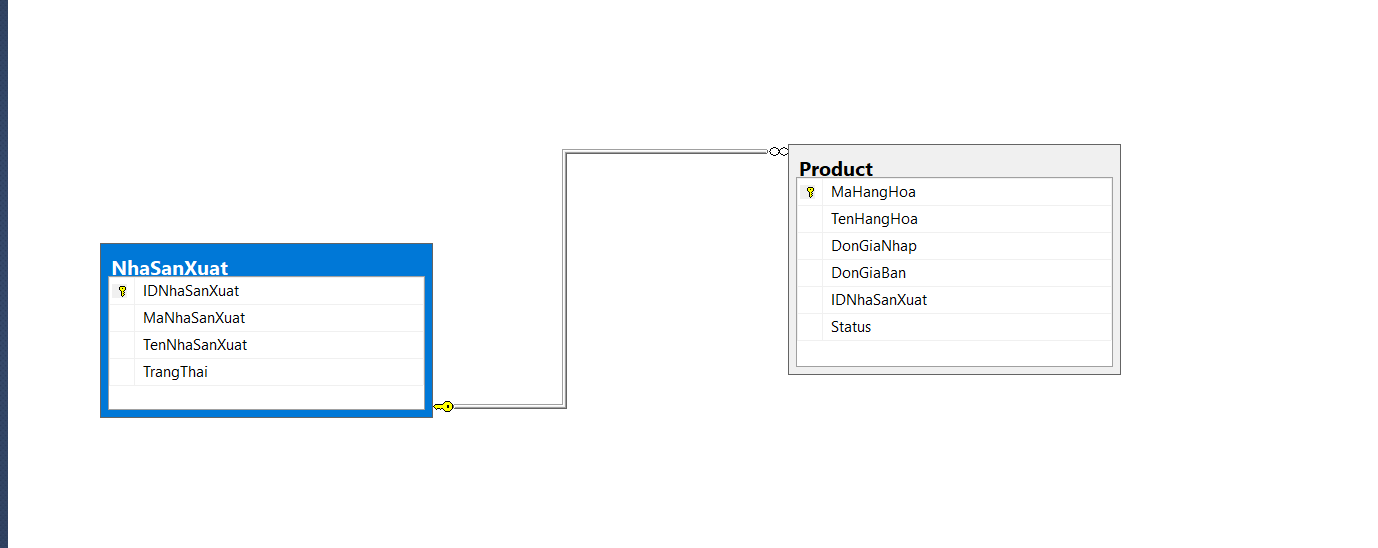 NhaSanXuat
IDNhaSanXuat
MaNhaSanXuat
TenNhaSanXuat
TrangThai
Product
MaHangHoa
TenHangHoa
DonGiaNhap
DonGiaBan
IDNhaSanXuat
Status